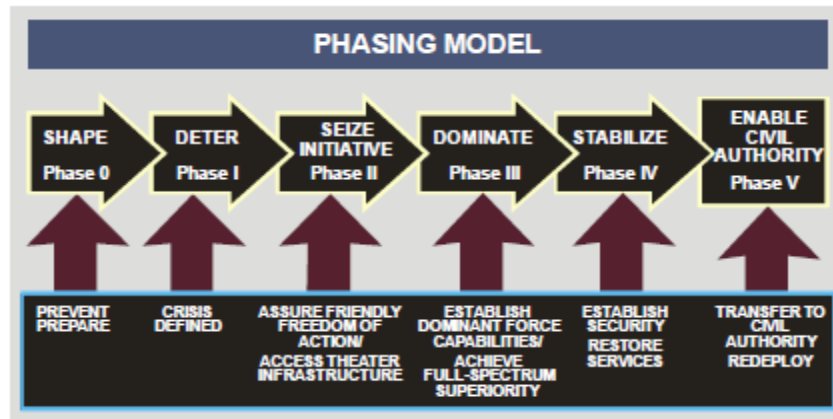 PHASING MODEL
SHAPE
Phase 0
DETER
Phase I
SEIZE
INITIATIVE
Phase II
DOMINATE
Phase III
STABILIZE
Phase IV
ENABLE
CIVIL
AUTHORITY
Phase V
PREVENT
PREPARE
CRISIS
DEFINED
ASSURE FRIENDLY
FREEDOM OF
ACTION/
ACCESS THEATER
INFRASTRUCTURE
ESTABLISH
DOMINANT FORCE
CAPABILITIES/
ACHIEVE
FULL-SPECTRUM
SUPERIORITY
ESTABLISH
SECURITY
RESTORE
SERVICES
TRANSFER TO
CIVIL
AUTHORITY
REDEPLOY